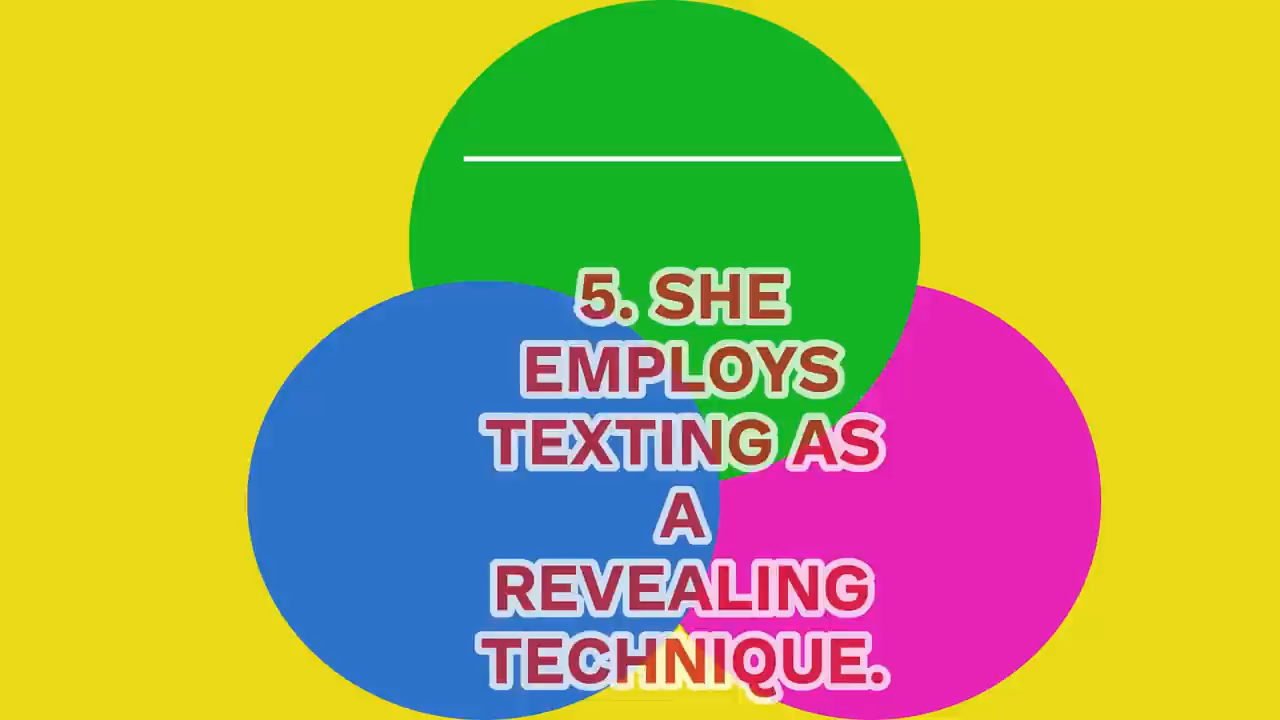 5. SHE
EMPLOYS
TEXTING AS
A
REVEALING
TECHNIQUE.